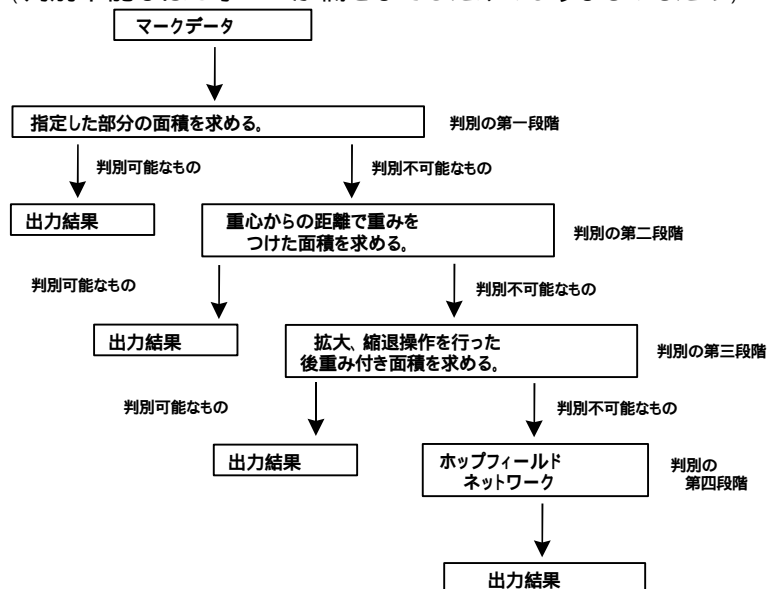 マークデータ
指定した部分の面積を求める。
判別の第一段階
判別可能なもの
判別不可能なもの
出力結果
重心からの距離で重みを
つけた面積を求める。
判別の第二段階
判別可能なもの
判別不可能なもの
出力結果
拡大、縮退操作を行った
後重み付き面積を求める。
判別の第三段階
判別可能なもの
判別不可能なもの
出力結果
ホップフィールド
ネットワーク
判別の
第四段階
出力結果